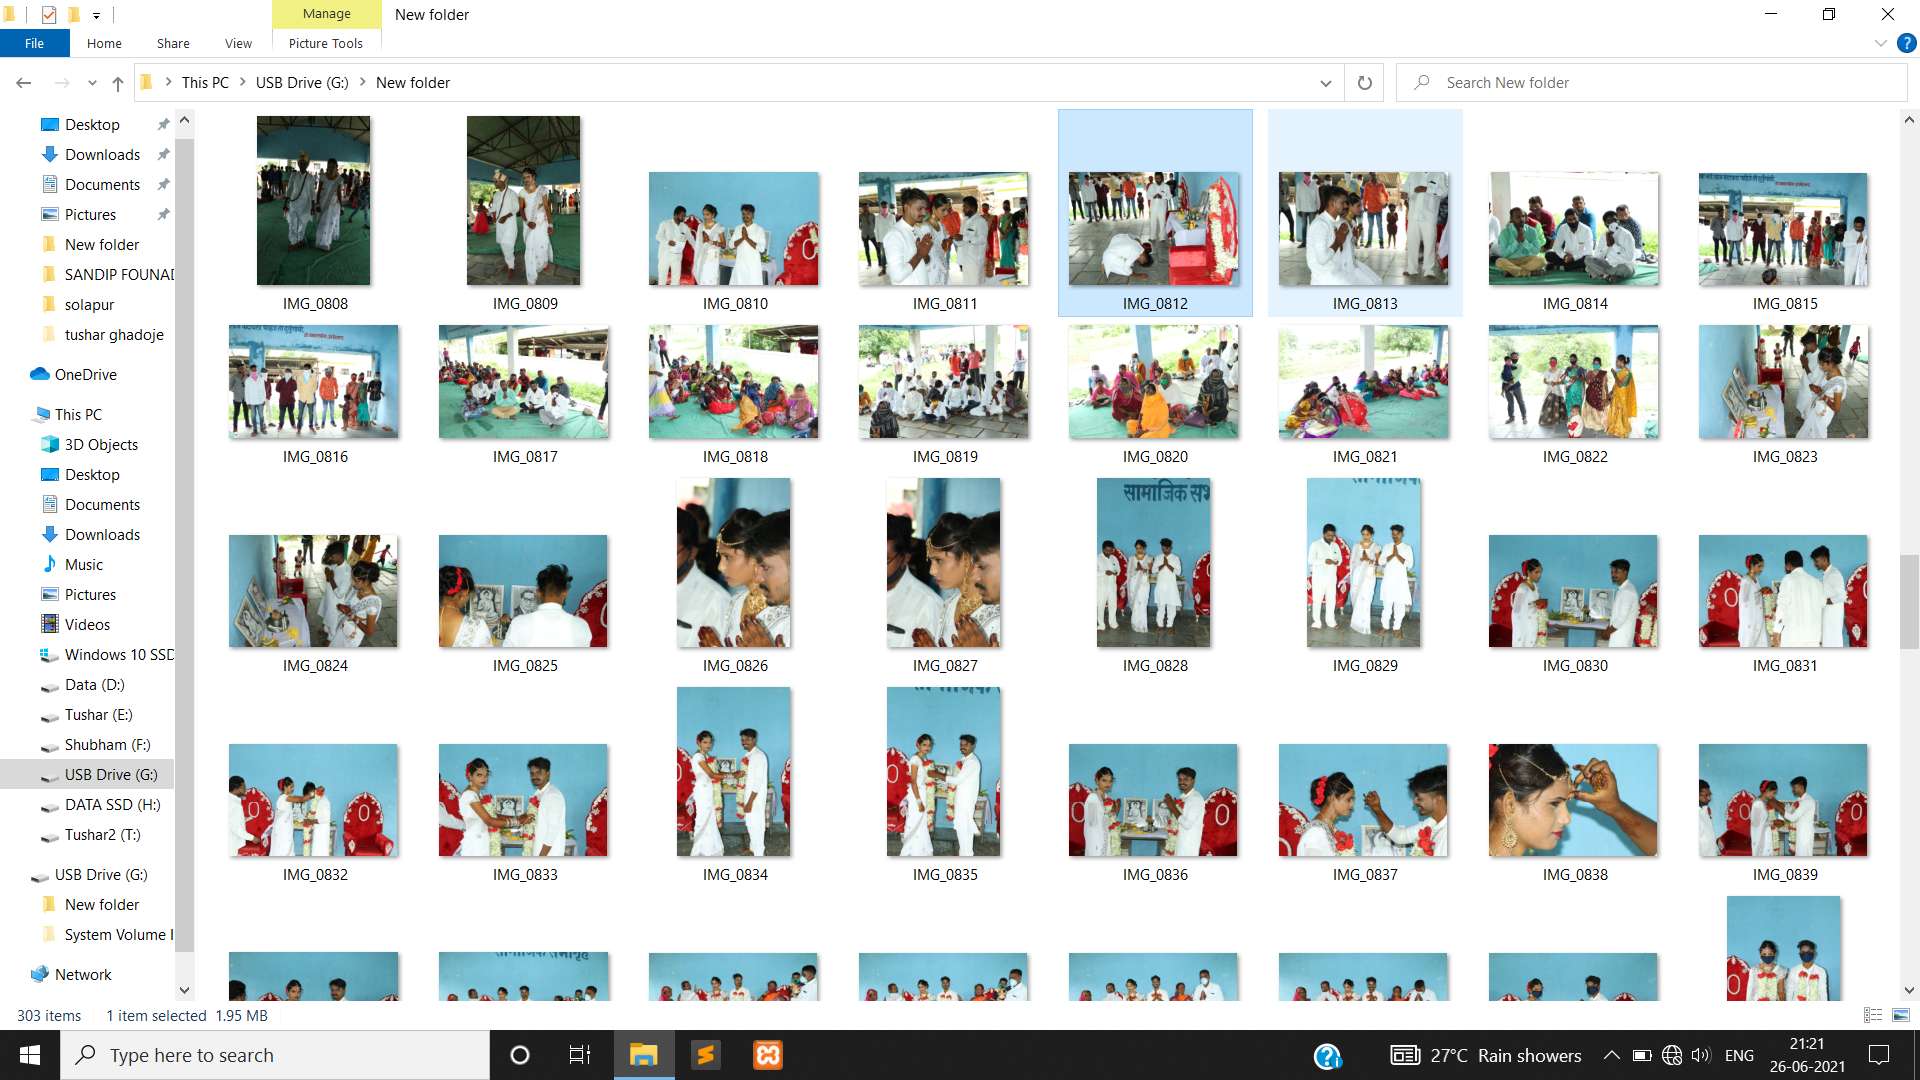 Manage
New folder
File
Home
Share
View
Picture Tools
This PC
USB Drive (G:)
New folder
Search New folder
Desktop
Downloads
Documents
Pictures
New folder
SANDIP FOUNAD
solapur
tushar ghadoje
OneDrive
This PC
3D Objects
Desktop
Documents
Downloads
Music
Pictures
Videos
Windows 10 SSD
Data (D:)
Tushar (E:)
Shubham (F:)
USB Drive (G:)
DATA SSD (H:)
Tushar2 (T:)
USB Drive (G:)
New folder
System Volume I
Network
IMG_0808 IMG_0809 IMG_0810 IMG_0811 IMG_0812 IMG_0813 IMG_0814 IMG_0815
IMG_0816 IMG_0817 IMG_0818 IMG_0819 IMG_0820 IMG_0821 IMG_0822 IMG_0823
सामाजिक सभ
IMG_0824 IMG_0825 IMG_0826 IMG_0827 IMG_0828 IMG_0829 IMG_0830 IMG_0831
IMG_0832 IMG_0833 IMG_0834 IMG_0835 IMG_0836 IMG_0837 IMG_0838 IMG_0839
303 items
1 item selected 1.95 MB
Type here to search
27°C Rain showers
ENG
21:21
26-06-2021